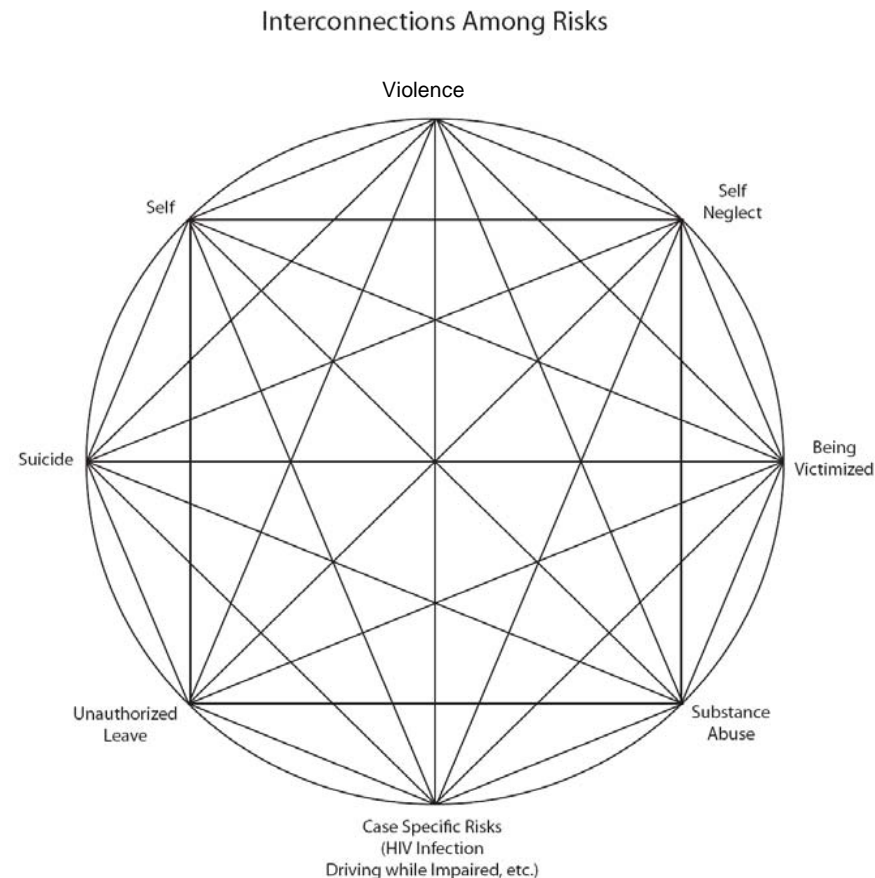 Interconnections Among Risks
Violence
Self
Self
Neglect
Suicide
Being
Victimized
Unauthorized
Leave
Substance
Abuse
Case Specific Risks
(HIV Infection
Driving while Impaired, etc.)